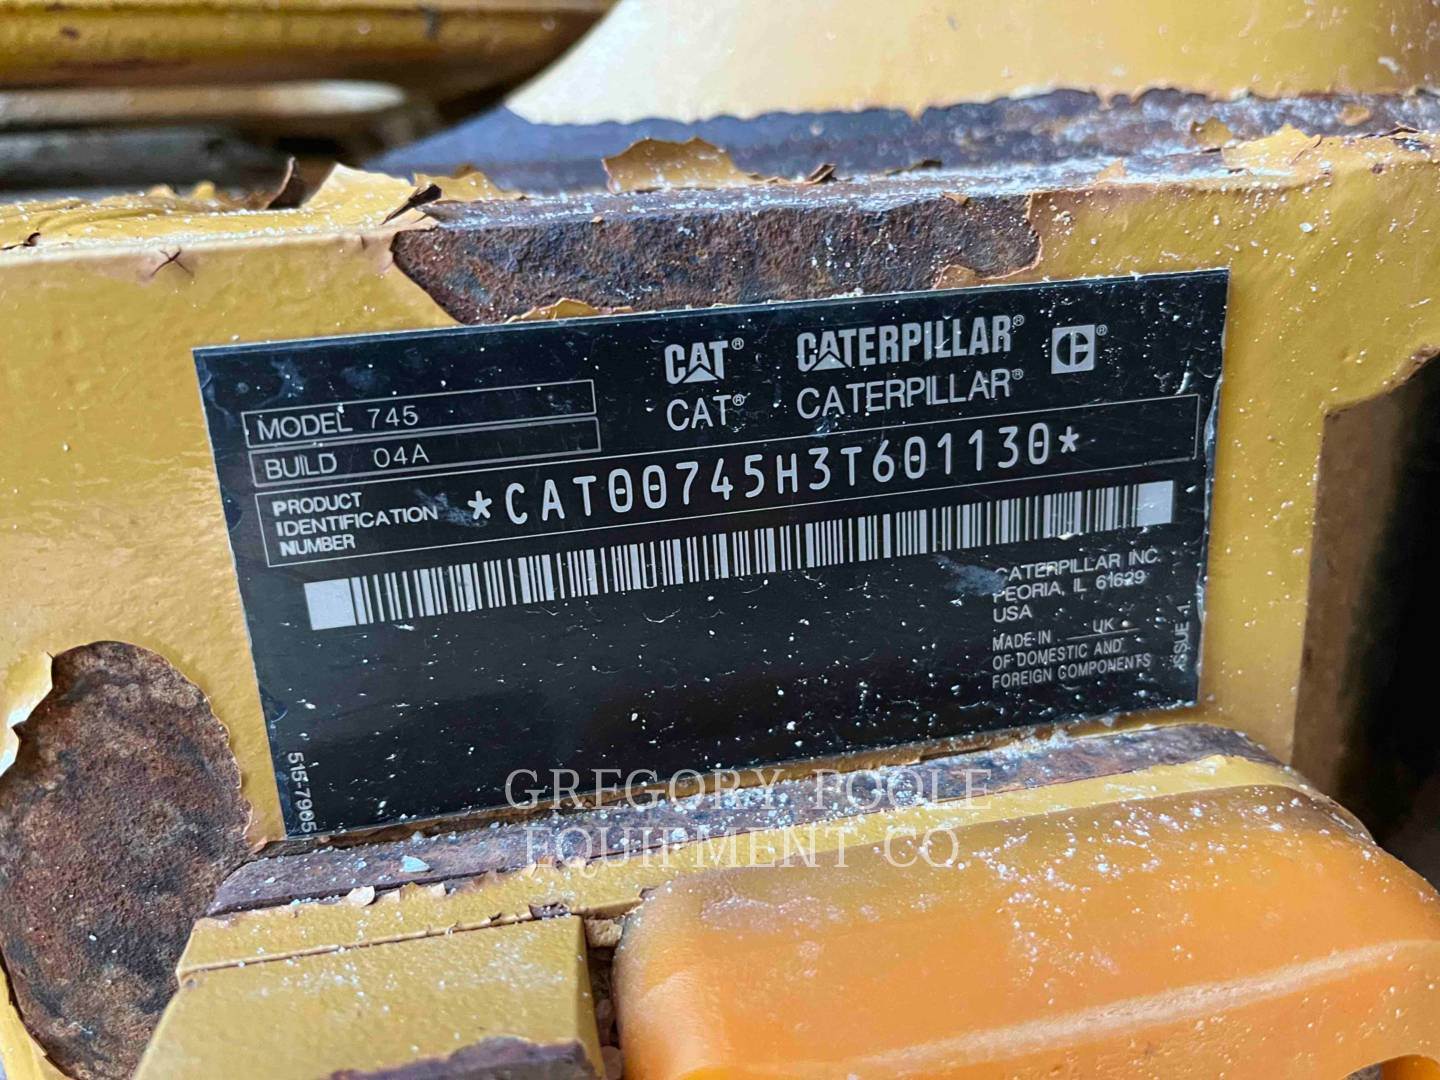 CAT® CATERPILLAR®
CAT® CATERPILLAR®
MODEL 745
BUILD 04A
PRODUCT
IDENTIFICATION
NUMBER
*CAT00745H3T601130*
CATERPILLAR INC.
PEORIA, IL 61629
USA
MADE IN UK
OF DOMESTIC AND
FOREIGN COMPONENTS
ISSUE 1
515-7905
GREGORY POOLE
EQUIPMENT CO